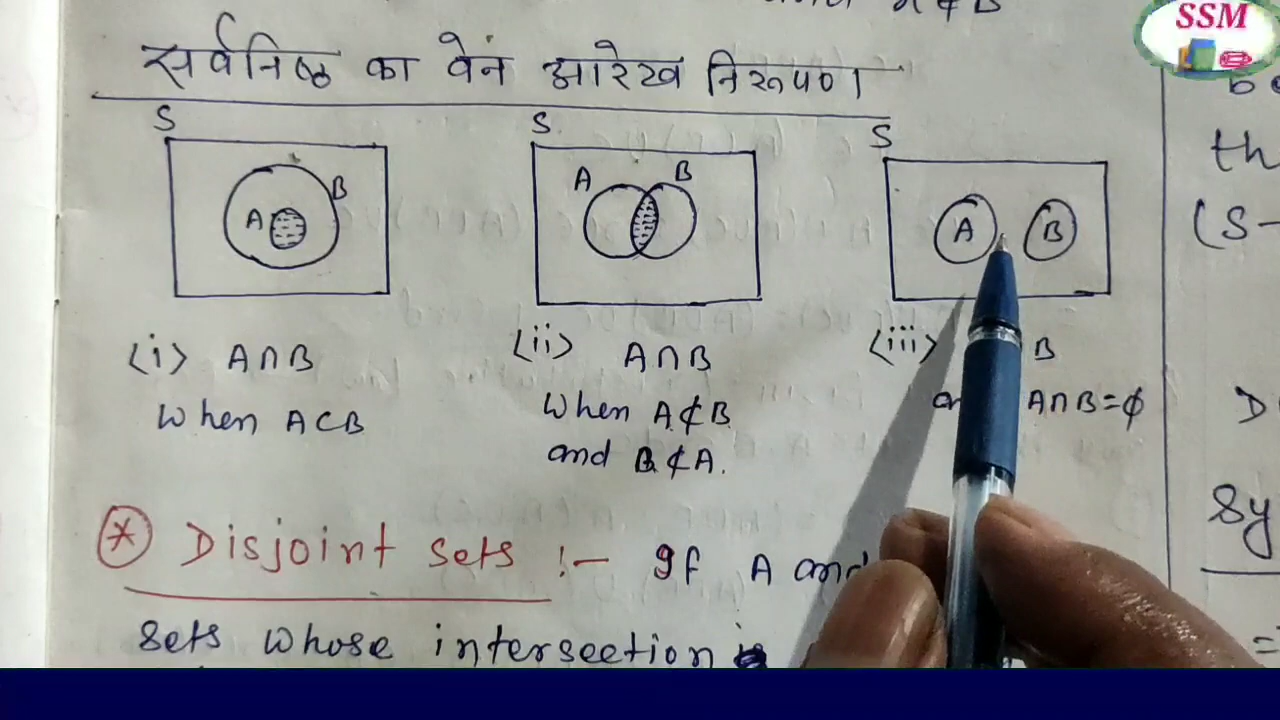 SSM
सर्वनिष्ठ का वेन आरेख निरूपण।
S
A B
S
A B
S
A B
(i) A∩B
When A⊂B
(ii) A∩B
When A⊄B
and B⊄A.
(iii) B
A∩B=ϕ
(*) Disjoint sets :- If A and
sets whose intersection is
th
(S-
D
Sy
=